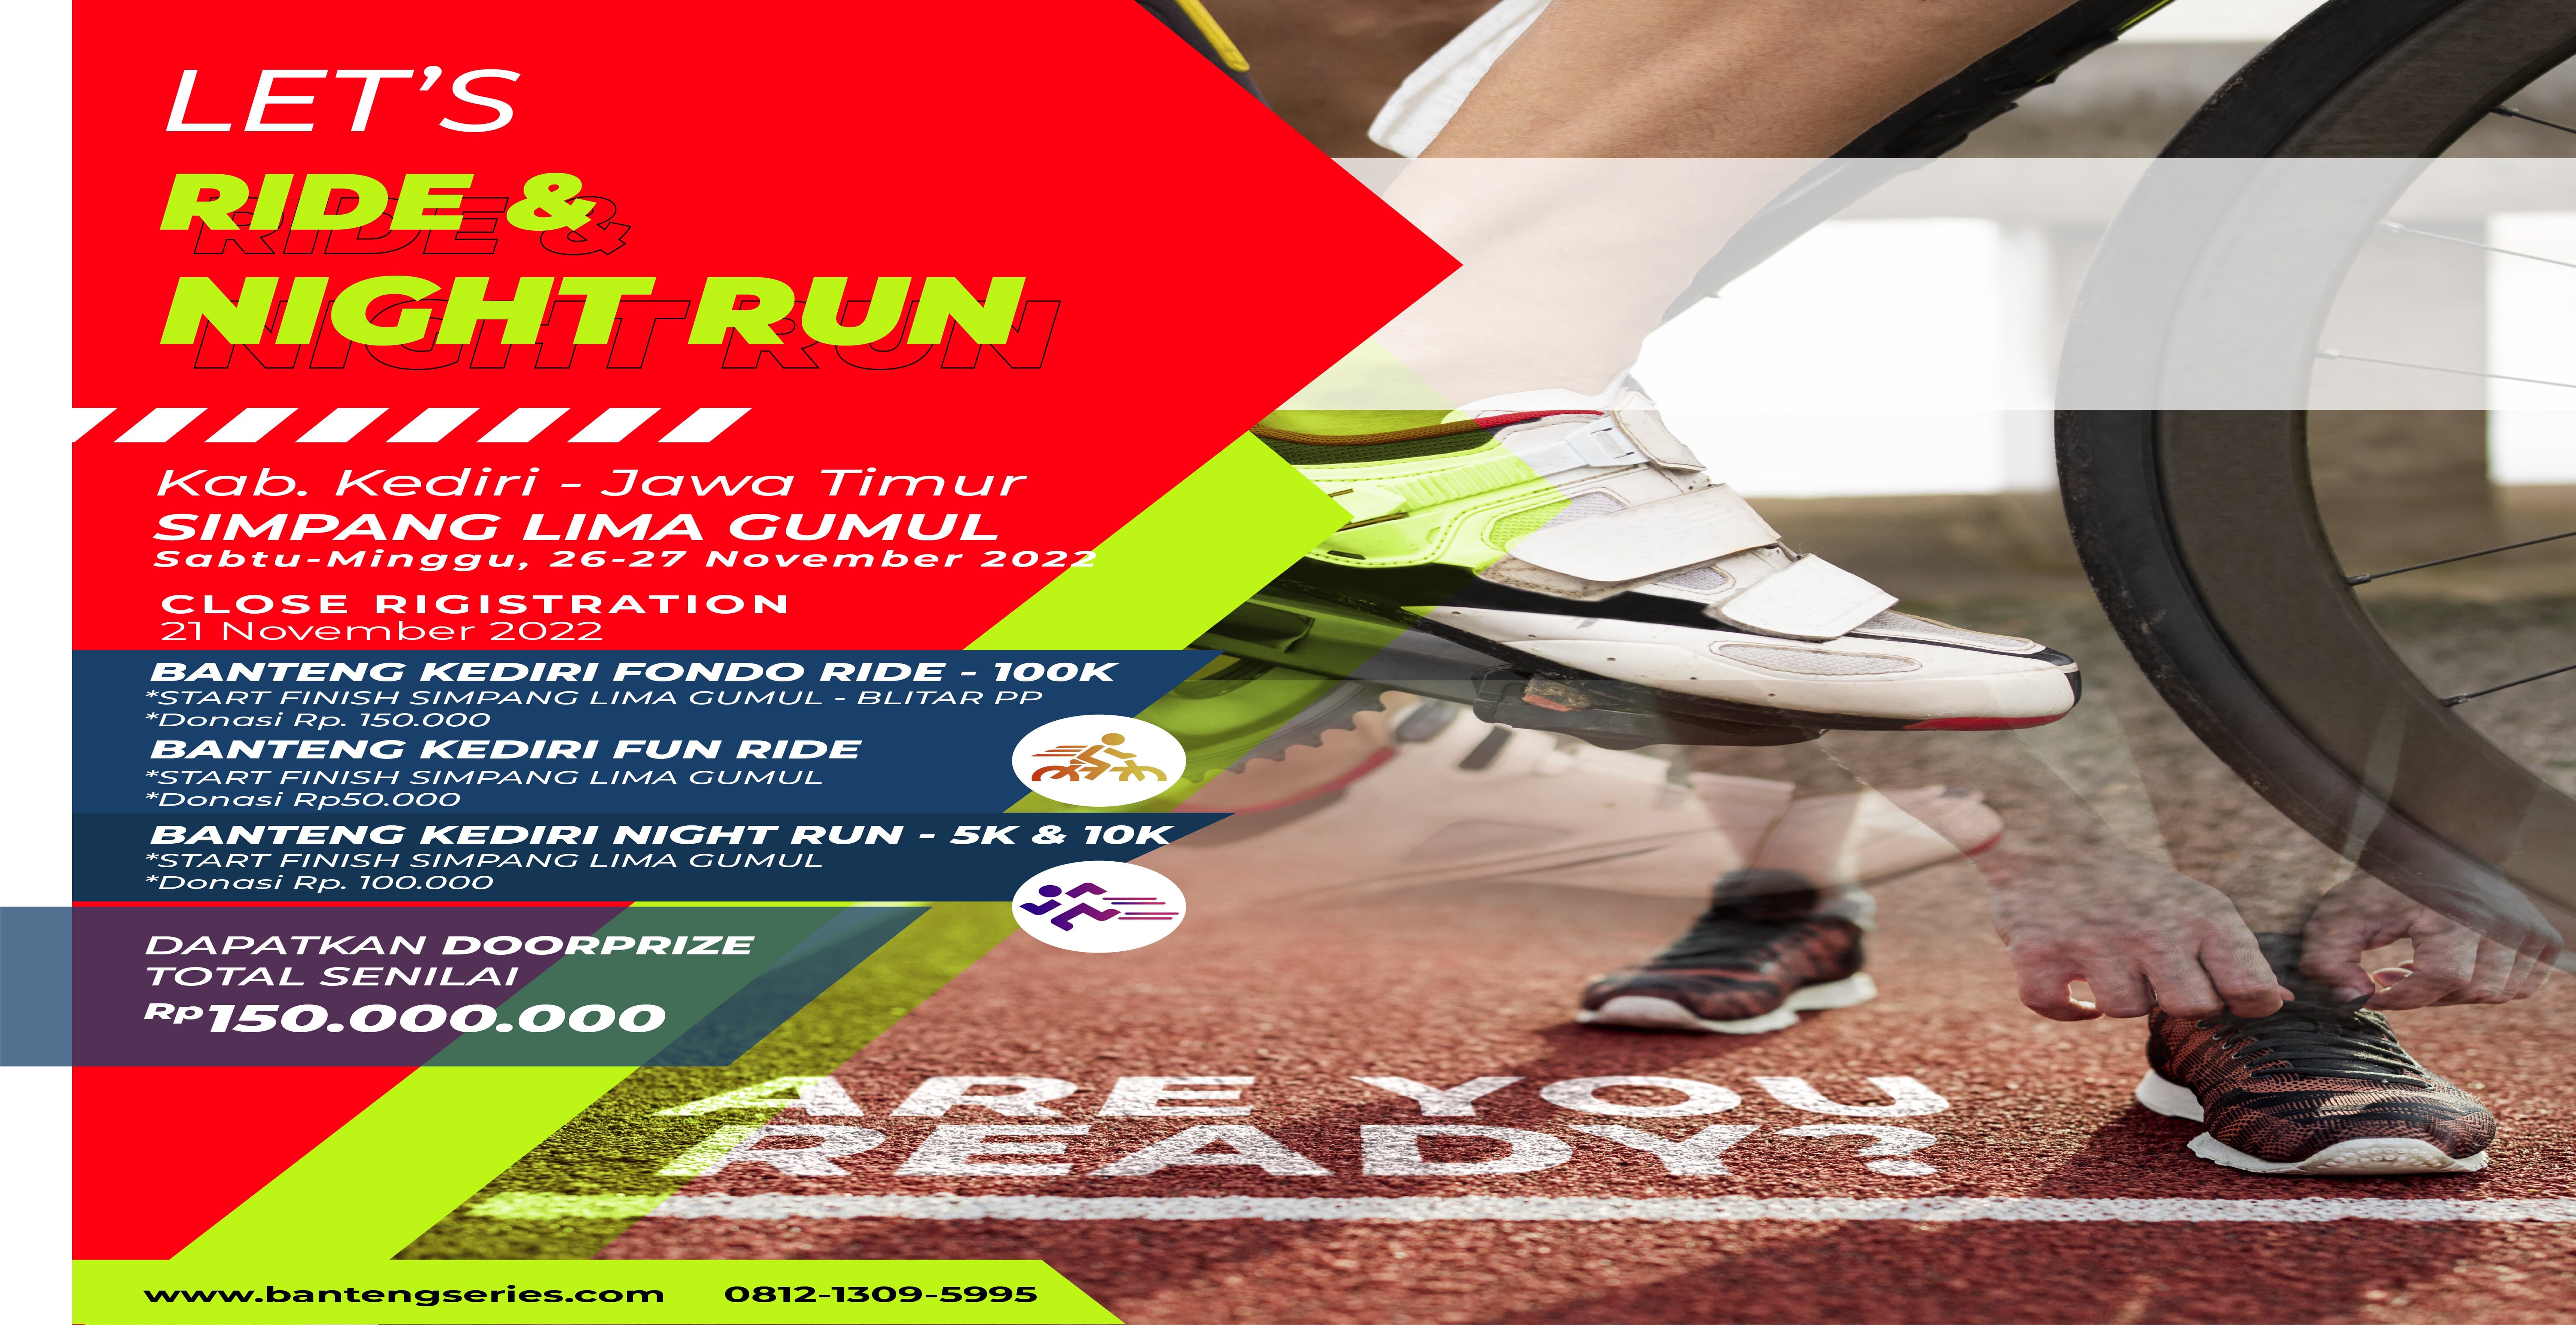 LET'S
RIDE &
NIGHT RUN
Kab. Kediri - Jawa Timur
SIMPANG LIMA GUMUL
Sabtu-Minggu, 26-27 November 2022
CLOSE RIGISTRATION
21 November 2022
BANTENG KEDIRI FONDO RIDE - 100K
*START FINISH SIMPANG LIMA GUMUL - BLITAR PP
*Donasi Rp. 150.000
BANTENG KEDIRI FUN RIDE
*START FINISH SIMPANG LIMA GUMUL
*Donasi Rp50.000
BANTENG KEDIRI NIGHT RUN - 5K & 10K
*START FINISH SIMPANG LIMA GUMUL
*Donasi Rp. 100.000
DAPATKAN DOORPRIZE
TOTAL SENILAI
Rp150.000.000
ARE YOU
READY?
www.bantengseries.com 0812-1309-5995